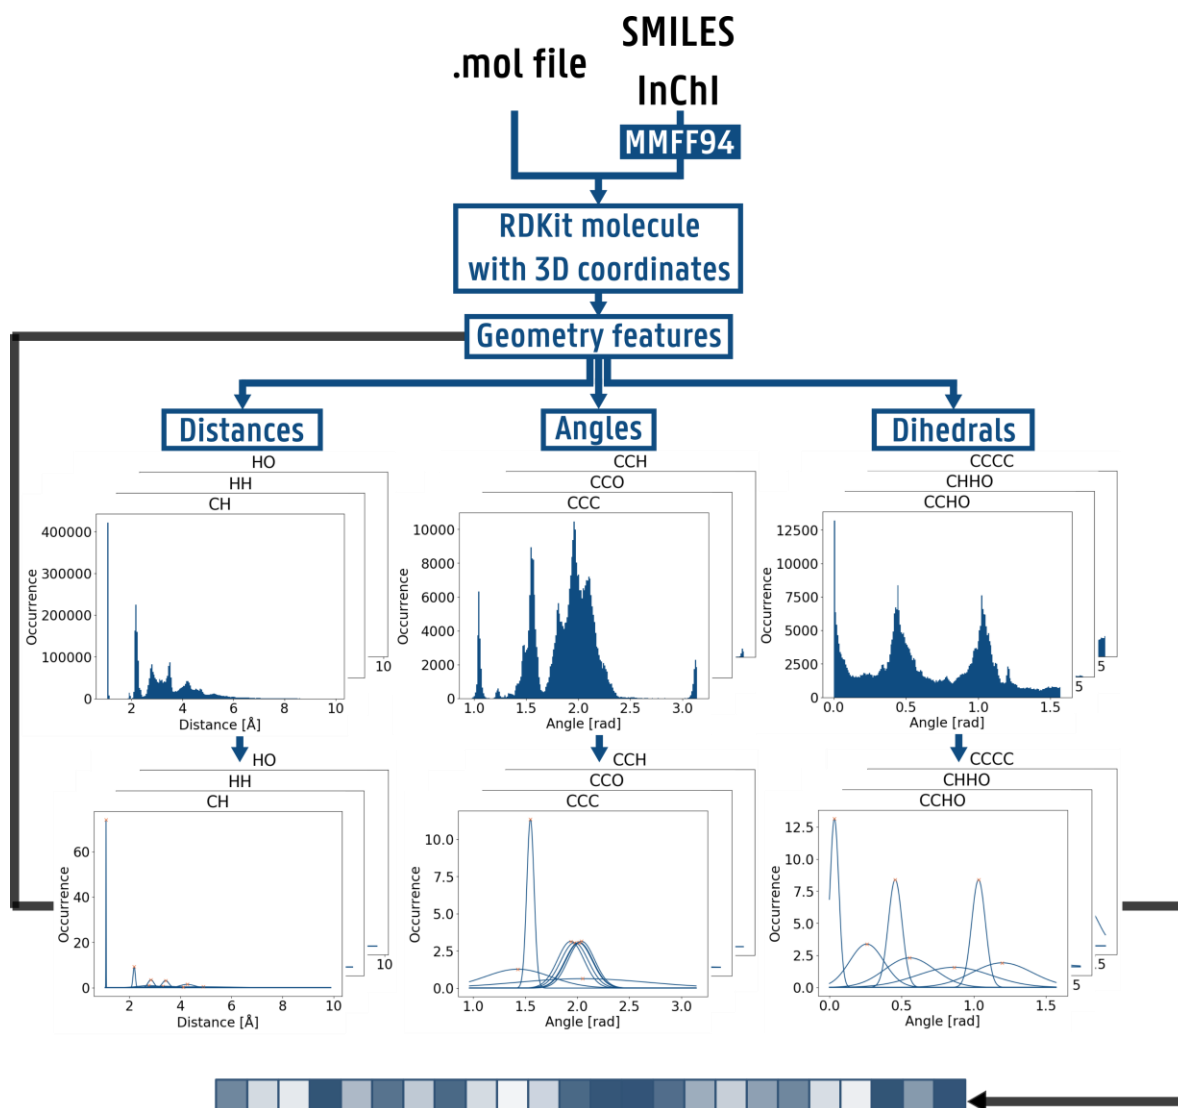 SMILES
.mol file
InChI
MMFF94
RDKit molecule
with 3D coordinates
Geometry features
Distances
Angles
Dihedrals
HO
HH
CH
400000
300000
200000
100000
0
Occurrence
2
4
6
8
10
Distance [Å]
10
CCH
CCO
CCC
10000
8000
6000
4000
2000
0
Occurrence
1.0
1.5
2.0
2.5
3.0
Angle [rad]
CCCC
CHHO
CCHO
12500
10000
7500
5000
2500
0
Occurrence
0.0
0.5
1.0
1.5
Angle [rad]
5
5
HO
HH
CH
60
40
20
0
Occurrence
2
4
6
8
10
Distance [Å]
10
CCH
CCO
CCC
10.0
7.5
5.0
2.5
0.0
Occurrence
1.0
1.5
2.0
2.5
3.0
Angle [rad]
CCCC
CHHO
CCHO
12.5
10.0
7.5
5.0
2.5
0.0
Occurrence
0.0
0.5
1.0
1.5
Angle [rad]
.5
5